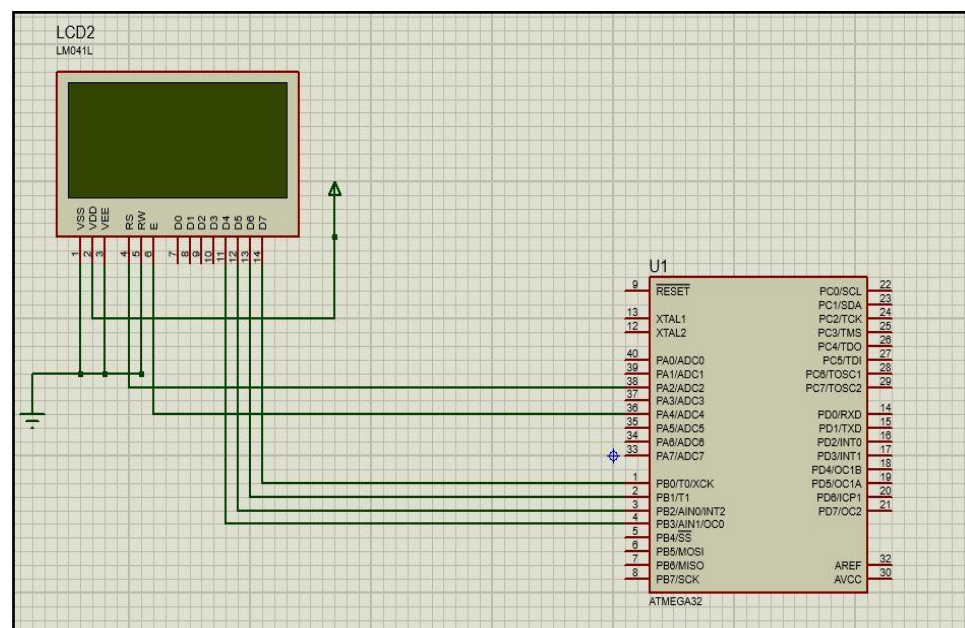 LCD2
LM041L
VSS
VDD
VEE
RS
RW
E
D0
D1
D2
D3
D4
D5
D6
D7
1
2
3
4
5
6
7
8
9
10
11
12
13
14
U1
9 RESET
13 XTAL1
12 XTAL2
40 PA0/ADC0
39 PA1/ADC1
38 PA2/ADC2
37 PA3/ADC3
36 PA4/ADC4
35 PA5/ADC5
34 PA6/ADC6
33 PA7/ADC7
1 PB0/T0/XCK
2 PB1/T1
3 PB2/AIN0/INT2
4 PB3/AIN1/OC0
5 PB4/SS
6 PB5/MOSI
7 PB6/MISO
8 PB7/SCK
PC0/SCL 22
PC1/SDA 23
PC2/TCK 24
PC3/TMS 25
PC4/TDO 26
PC5/TDI 27
PC6/TOSC1 28
PC7/TOSC2 29
PD0/RXD 14
PD1/TXD 15
PD2/INT0 16
PD3/INT1 17
PD4/OC1B 18
PD5/OC1A 19
PD6/ICP1 20
PD7/OC2 21
AREF 32
AVCC 30
ATMEGA32